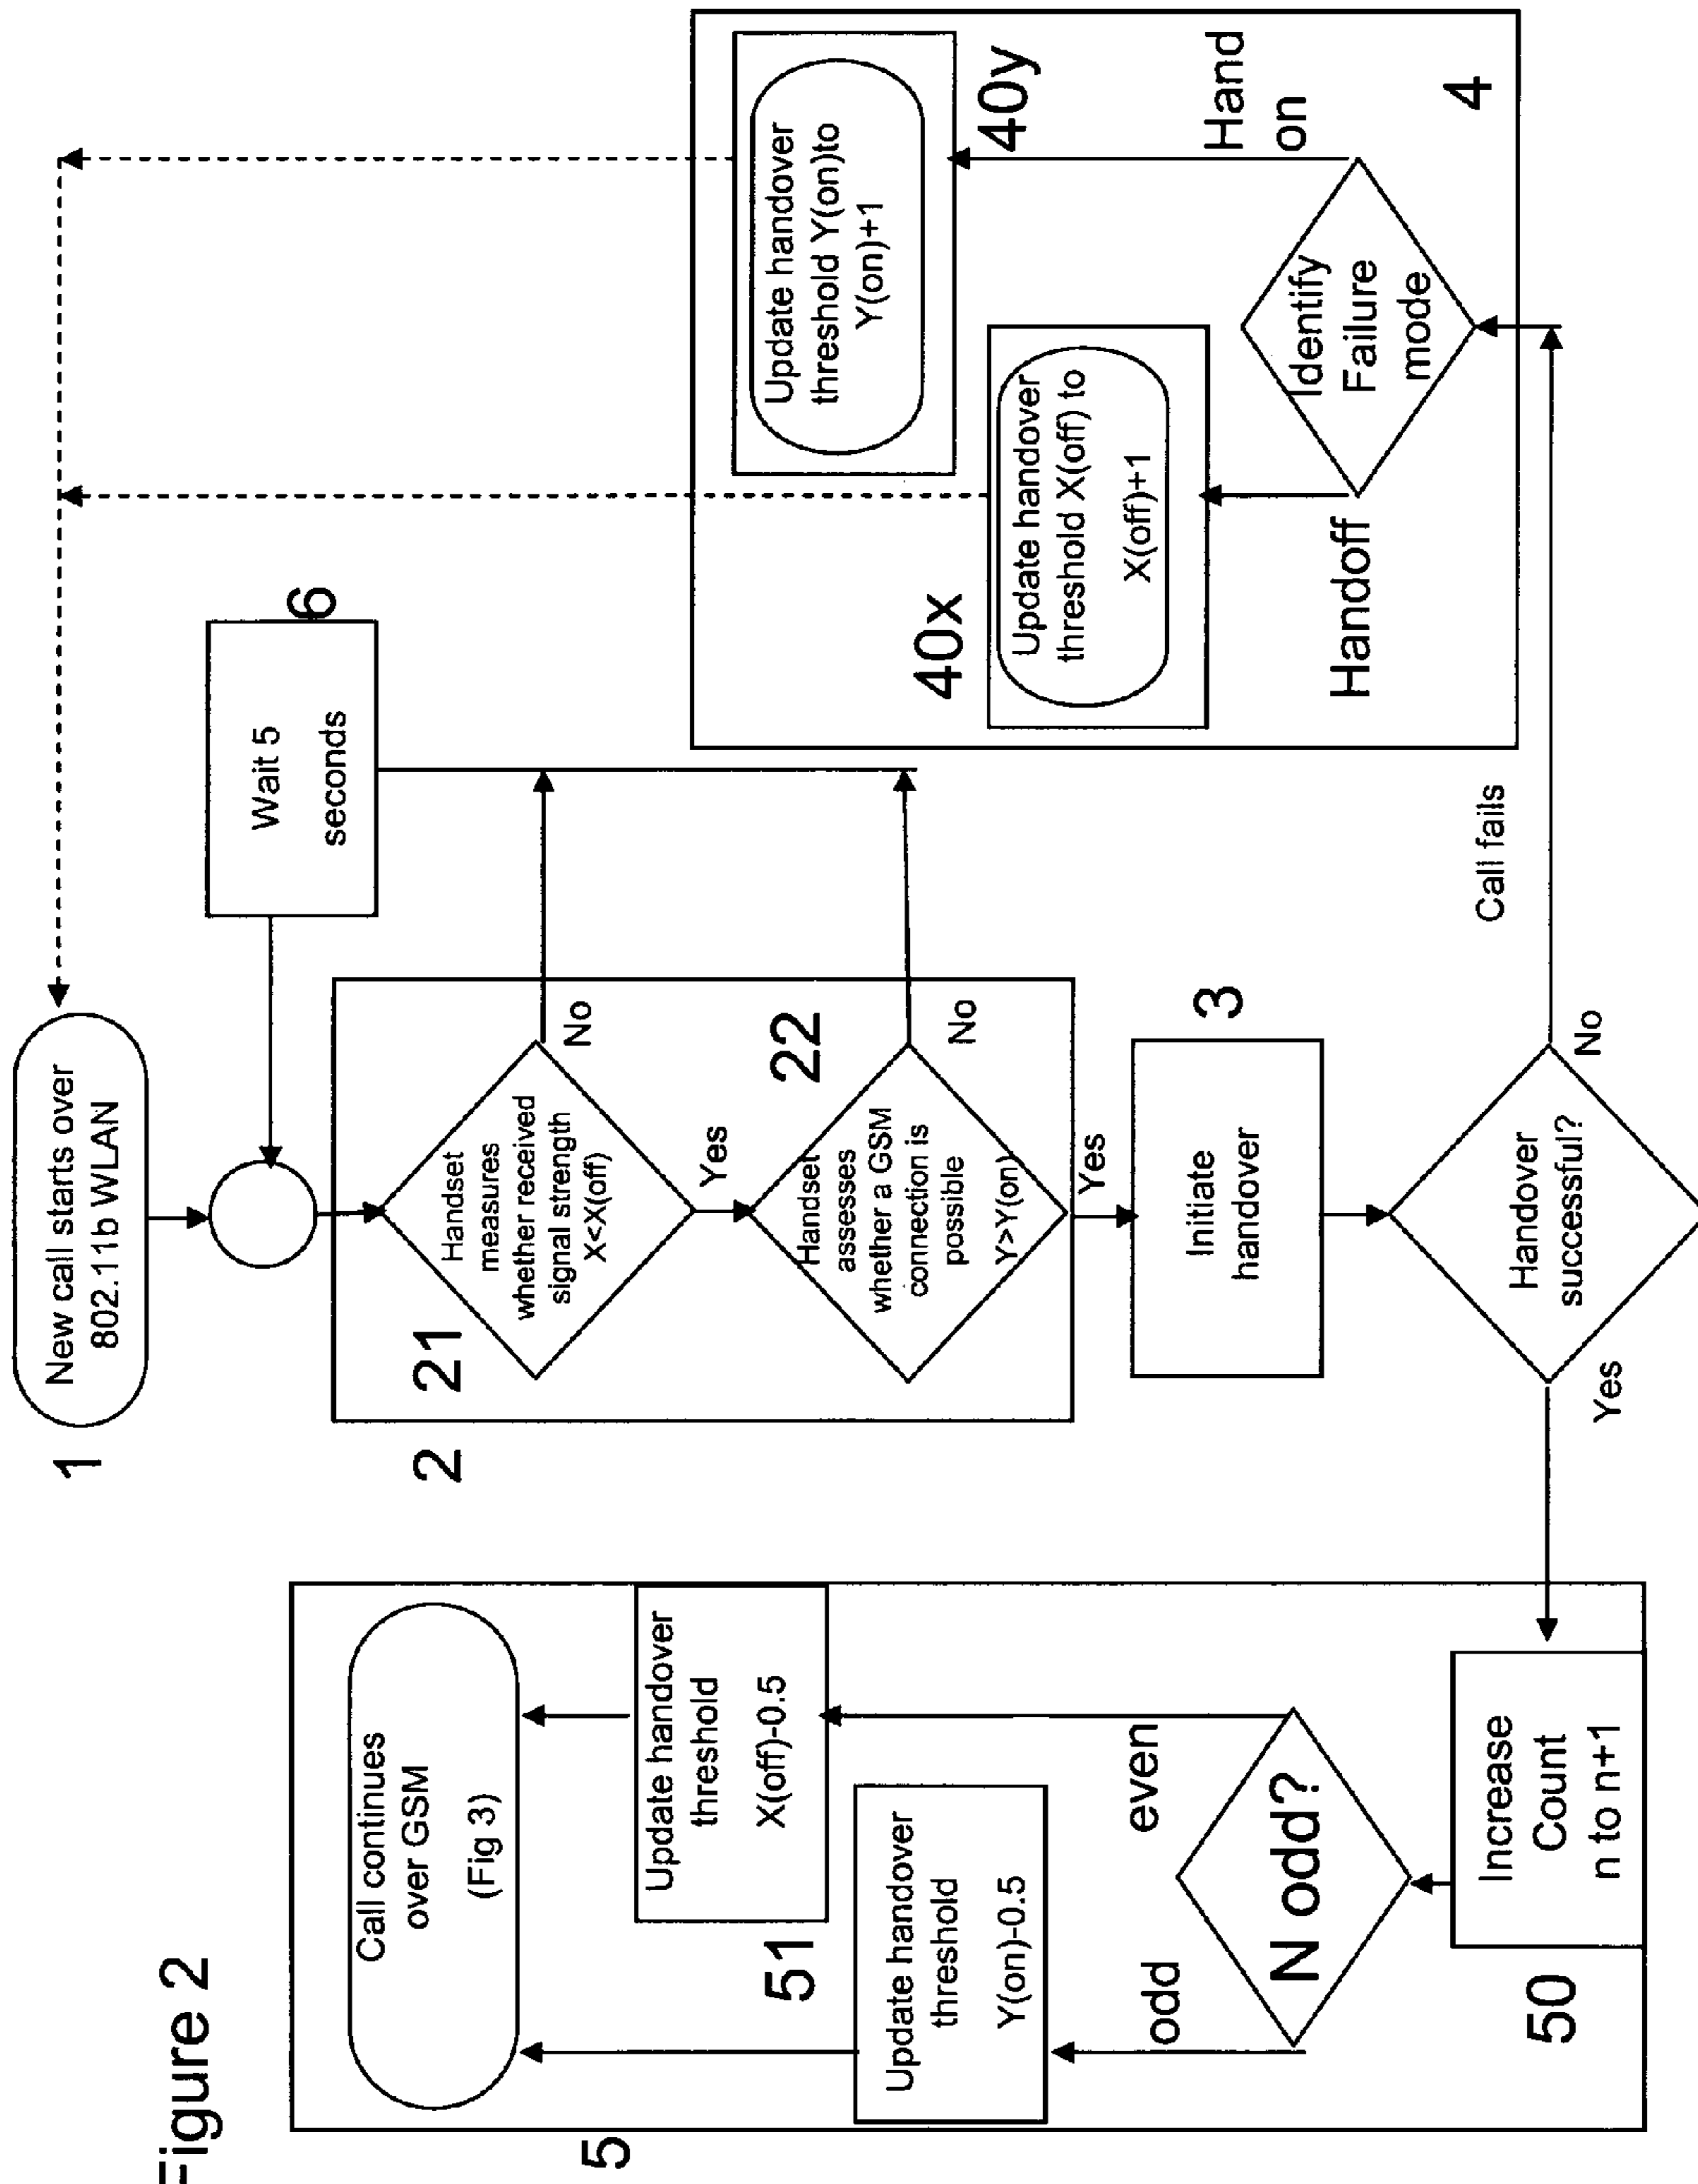 Figure 2
1
New call starts over
802.11b WLAN
6
Wait 5
seconds
2
21
Handset
measures
whether received
signal strength
X<X(off)
No
Yes
22
Handset
assesses
whether a GSM
connection is
possible
Y>Y(on)
No
Yes
3
Initiate
handover
Handover
successful?
Yes
No
Call fails
4
Identify
Failure
mode
Handoff
Hand
on
40x
Update handover
threshold X(off) to
X(off)+1
40y
Update handover
threshold Y(on)to
Y(on)+1
5
50
Increase
Count
n to n+1
N odd?
odd
even
Update handover
threshold
Y(on)-0.5
51
Update handover
threshold
X(off)-0.5
Call continues
over GSM
(Fig 3)